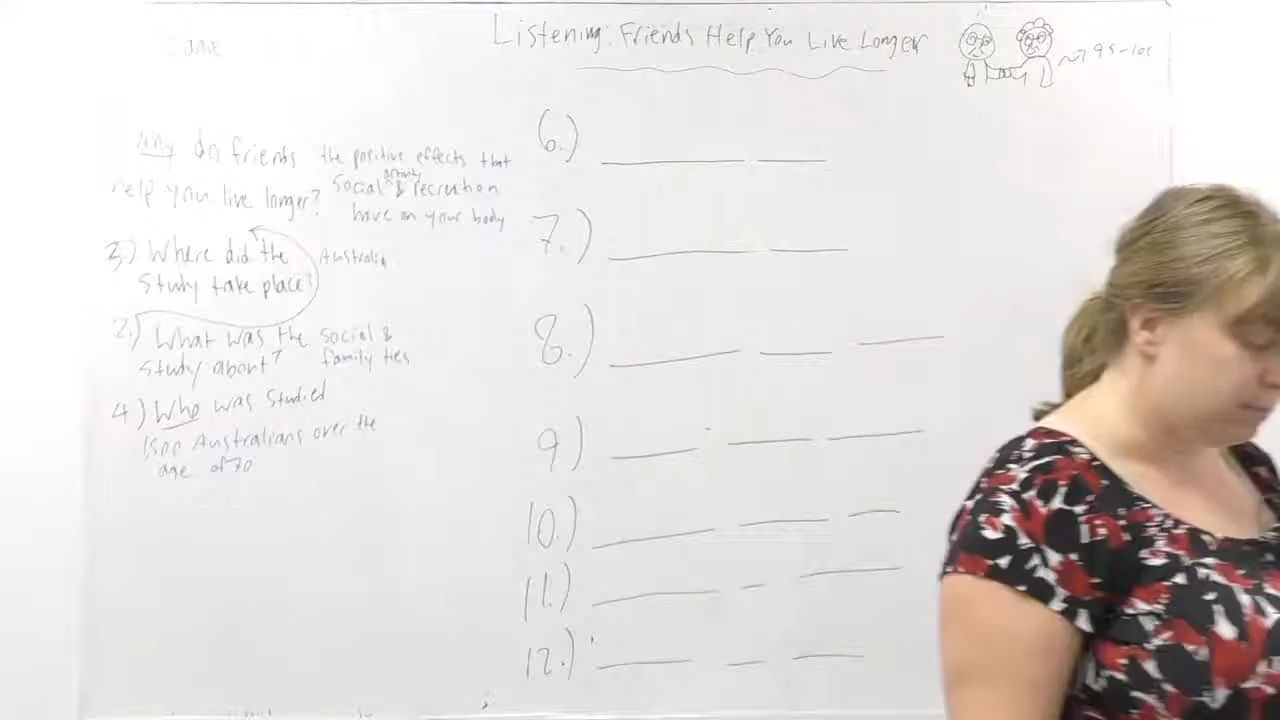 Listening: Friends Help You Live Longer
Why do friends
help you live longer?
the positive effects that
activity
social & recreation
have on your body
3.) Where did the
study take place?
Australia
2.) What was the
study about?
social &
family ties
4.) Who was studied
1500 Australians over the
age of 70
6.)
7.)
8.)
9.)
10.)
11.)
12.)